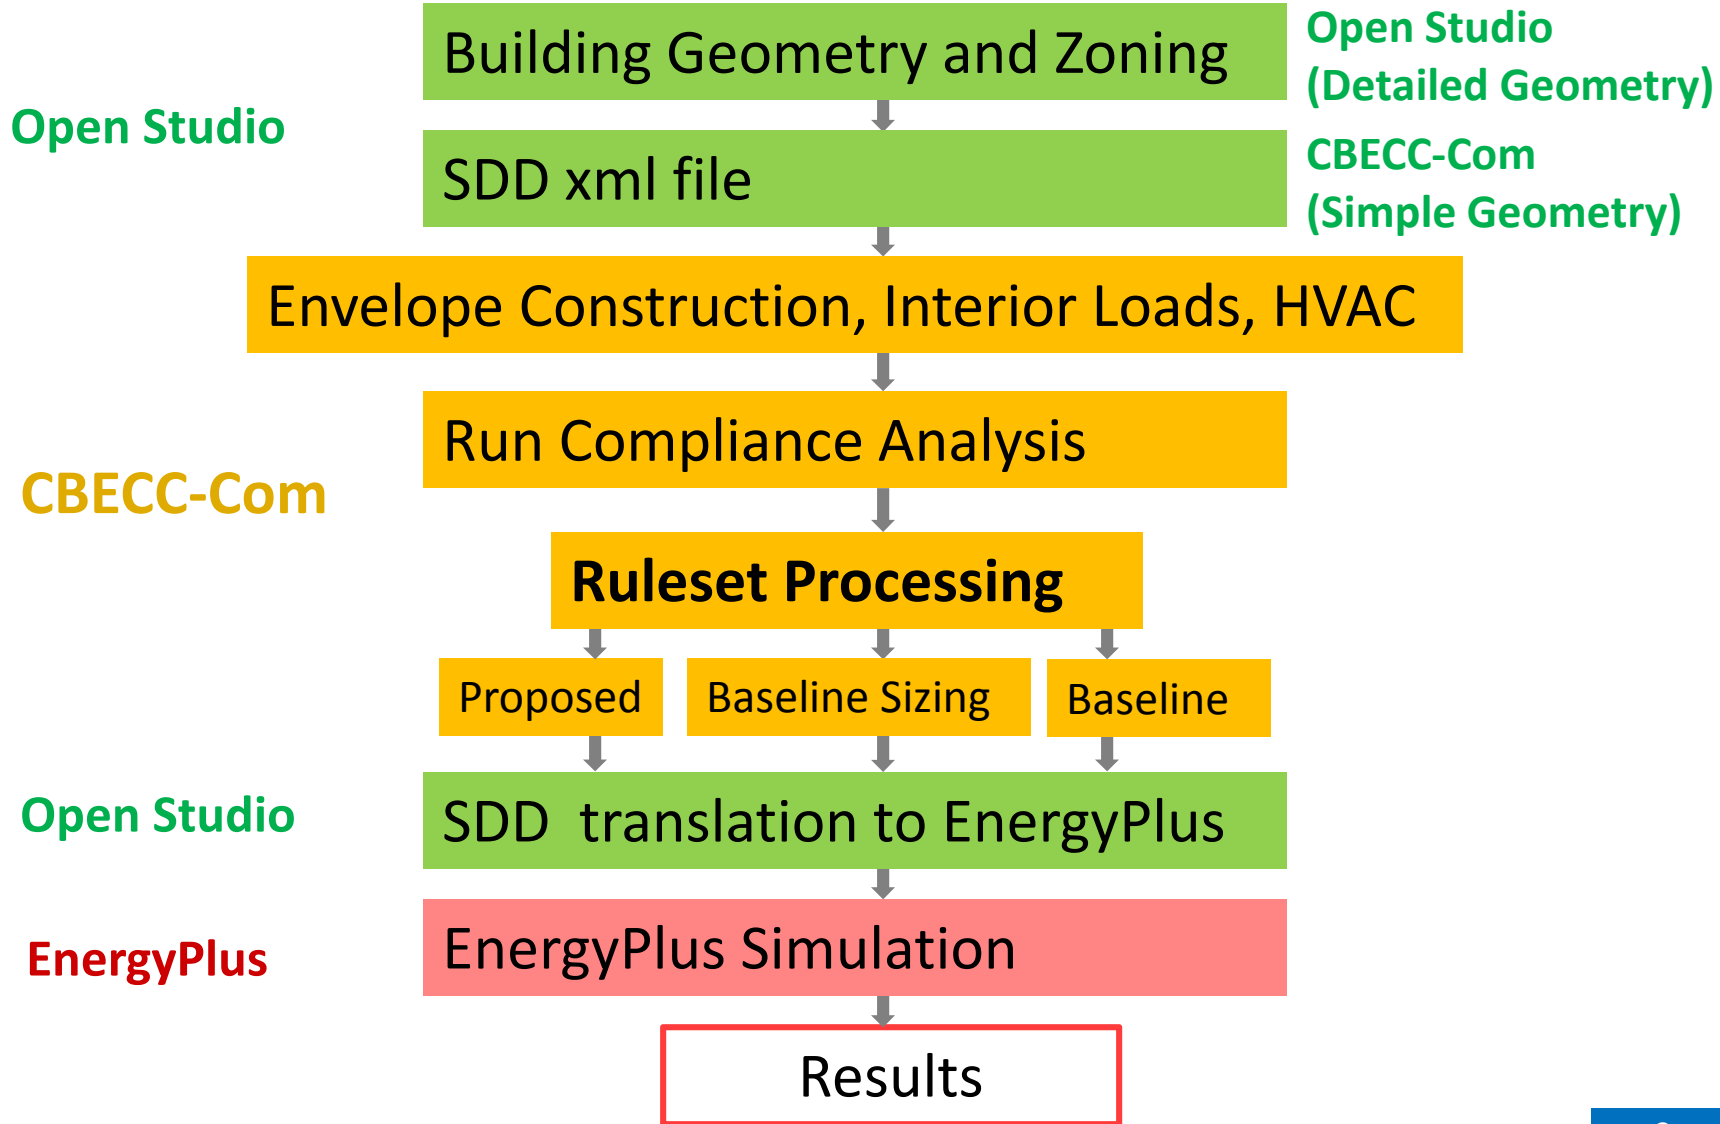 Building Geometry and Zoning
Open Studio
(Detailed Geometry)
Open Studio
SDD xml file
CBECC-Com
(Simple Geometry)
Envelope Construction, Interior Loads, HVAC
Run Compliance Analysis
CBECC-Com
Ruleset Processing
Proposed
Baseline Sizing
Baseline
Open Studio
SDD  translation to EnergyPlus
EnergyPlus
EnergyPlus Simulation
Results